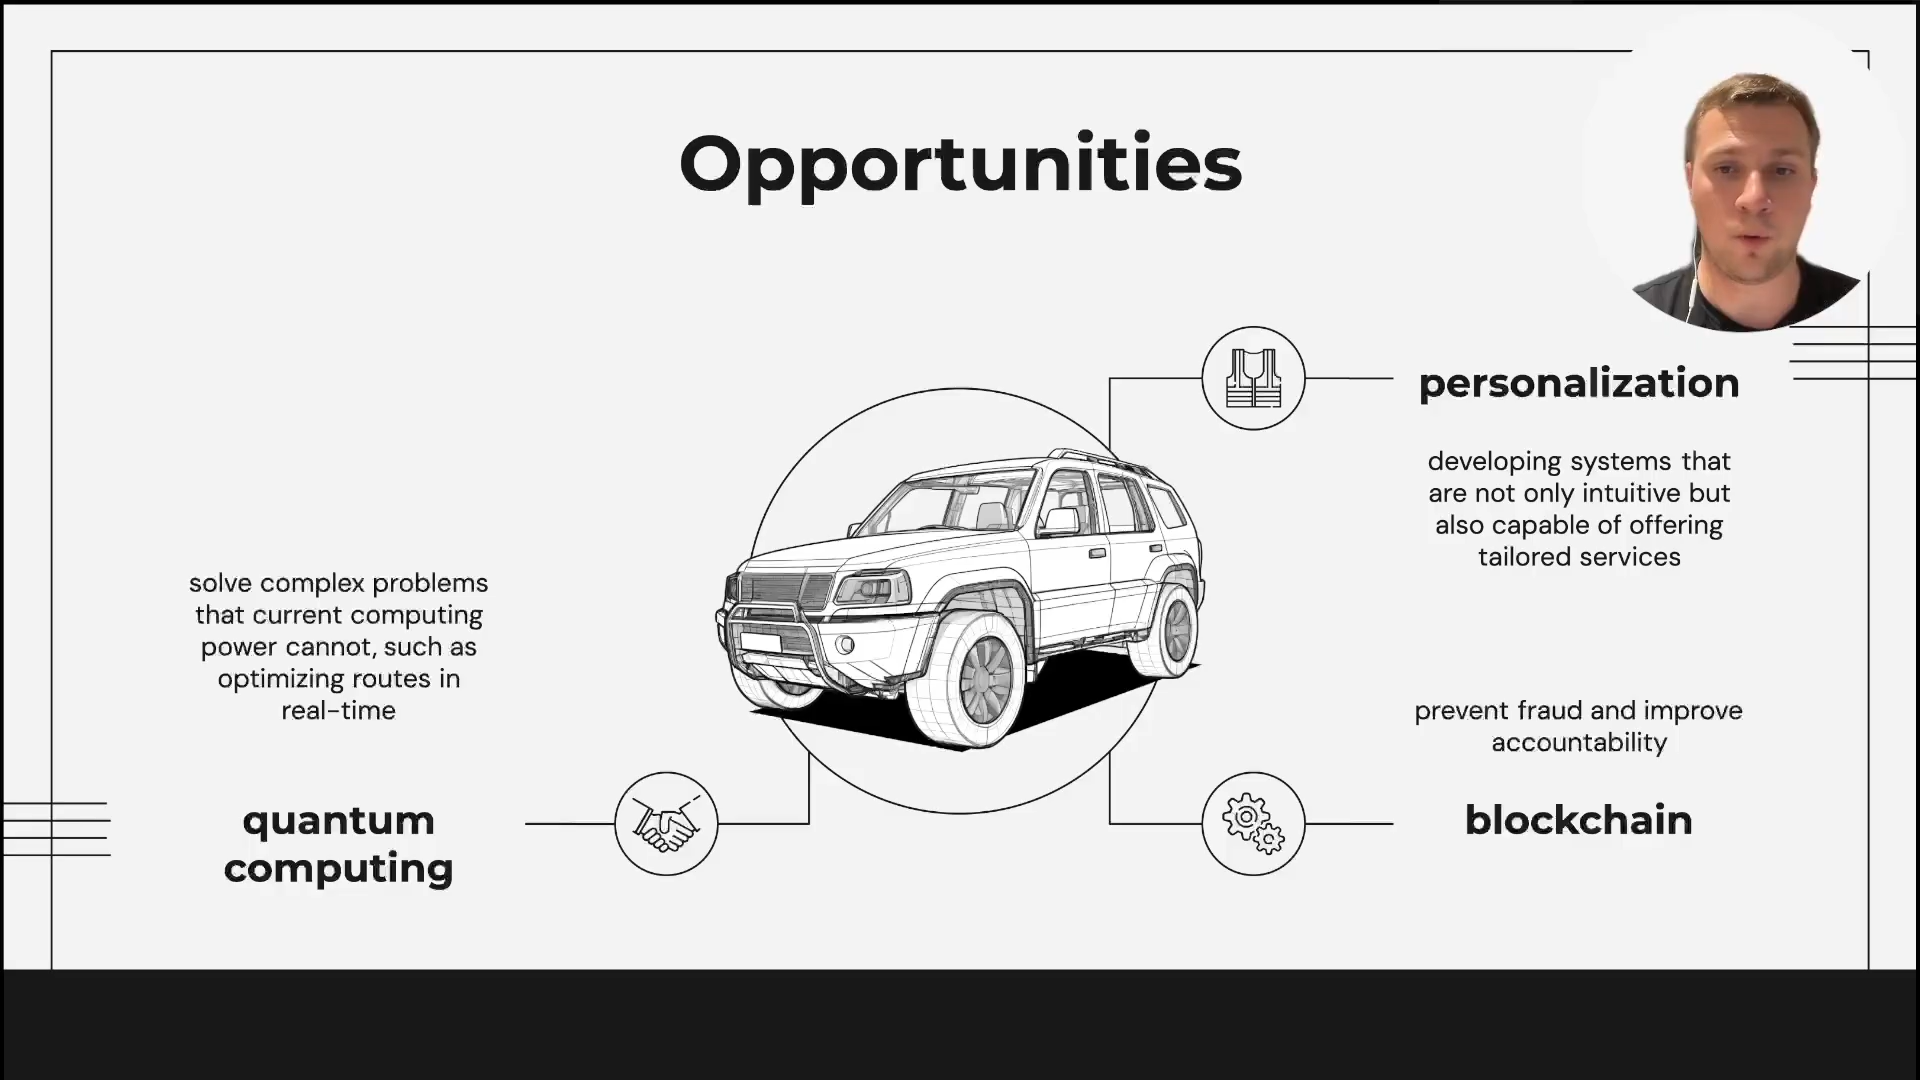 Opportunities
personalization
developing systems that
are not only intuitive but
also capable of offering
tailored services
solve complex problems
that current computing
power cannot, such as
optimizing routes in
real-time
quantum
computing
prevent fraud and improve
accountability
blockchain